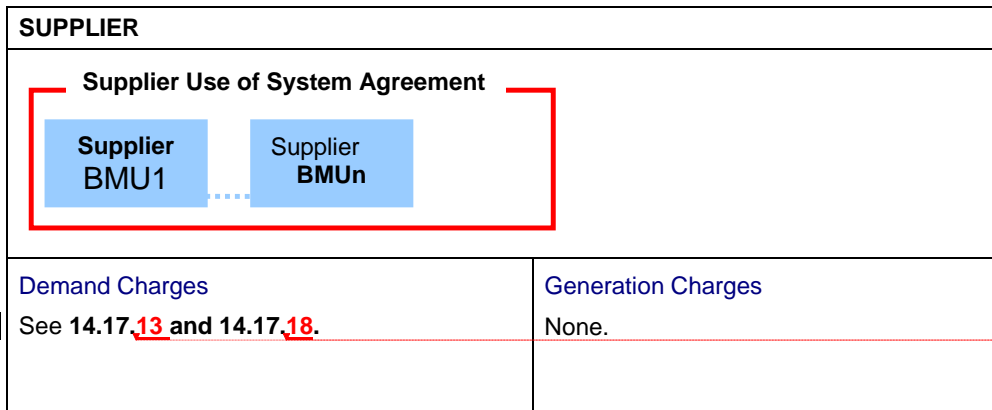 SUPPLIER
Supplier Use of System Agreement
Supplier
BMU1
Supplier
BMUn
Demand Charges
See 14.17.13 and 14.17.18.
Generation Charges
None.